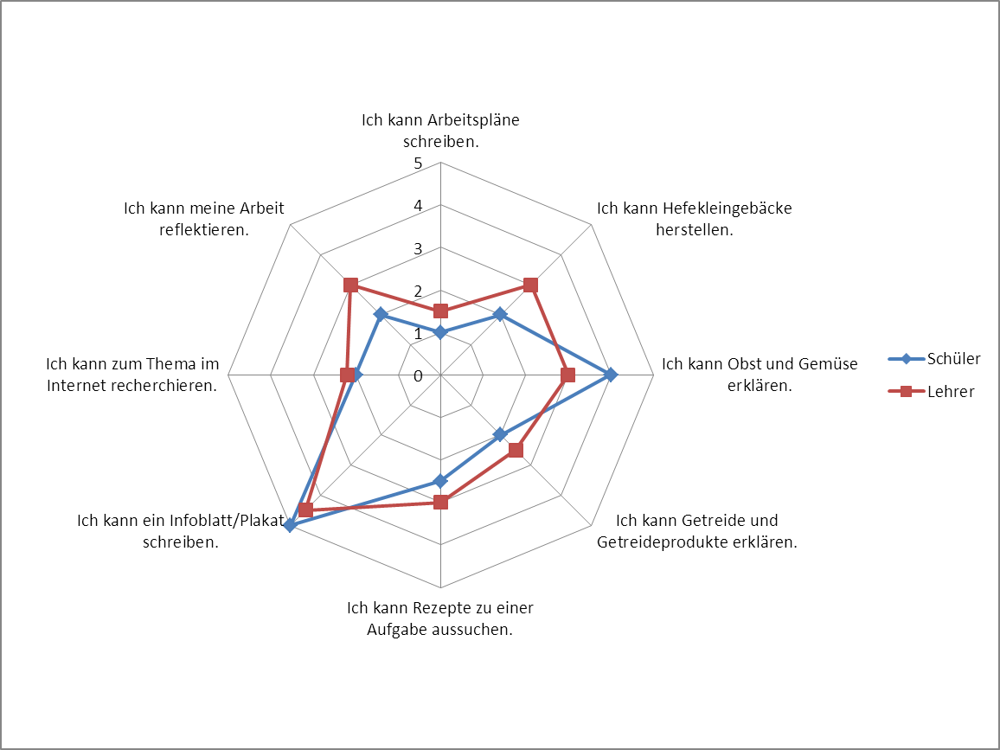 Ich kann Arbeitspläne
schreiben.
5
4
3
2
1
0
Ich kann Hefekleingebäcke
herstellen.
Ich kann Obst und Gemüse
erklären.
Ich kann Getreide und
Getreideprodukte erklären.
Ich kann Rezepte zu einer
Aufgabe aussuchen.
Ich kann ein Infoblatt/Plakat
schreiben.
Ich kann zum Thema im
Internet recherchieren.
Ich kann meine Arbeit
reflektieren.
Schüler
Lehrer